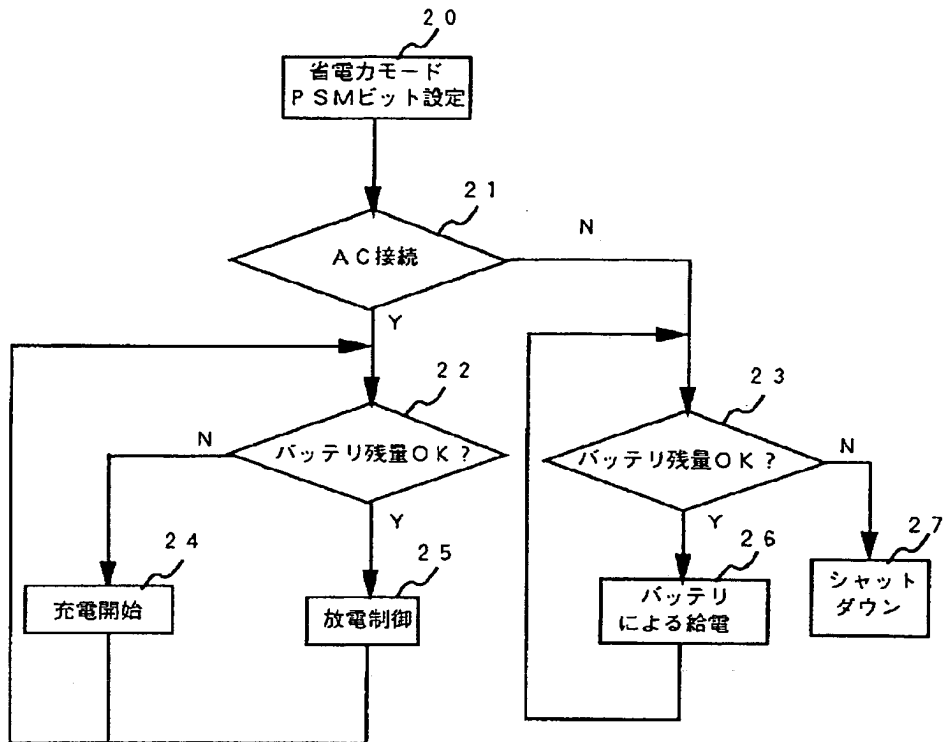 20
省電力モード
PSMビット設定
21
AC接続
N
Y
22
バッテリ残量OK?
N
Y
23
バッテリ残量OK?
N
Y
24
充電開始
25
放電制御
26
バッテリ
による給電
27
シャット
ダウン